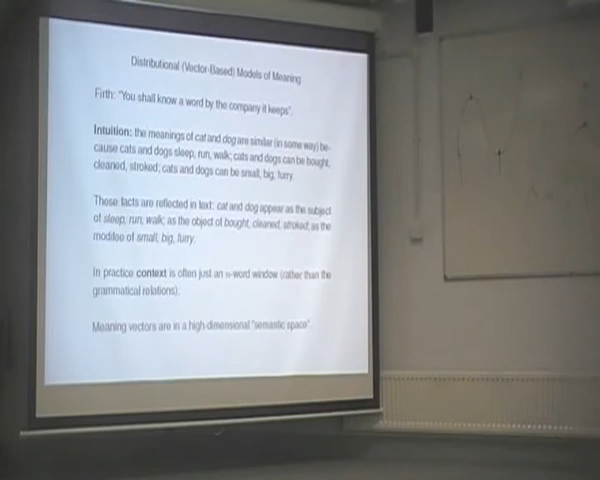 Distributional (Vector-Based) Models of Meaning
Firth: "You shall know a word by the company it keeps".
Intuition: the meanings of cat and dog are similar (in some way) be-
cause cats and dogs sleep, run, walk; cats and dogs can be bought,
cleaned, stroked; cats and dogs can be small, big, furry.
These facts are reflected in text: cat and dog appear as the subject
of sleep, run, walk; as the object of bought, cleaned, stroked; as the
modifee of small, big, furry.
In practice context is often just an n-word window (rather than the
grammatical relations).
Meaning vectors are in a high-dimensional "semantic space".